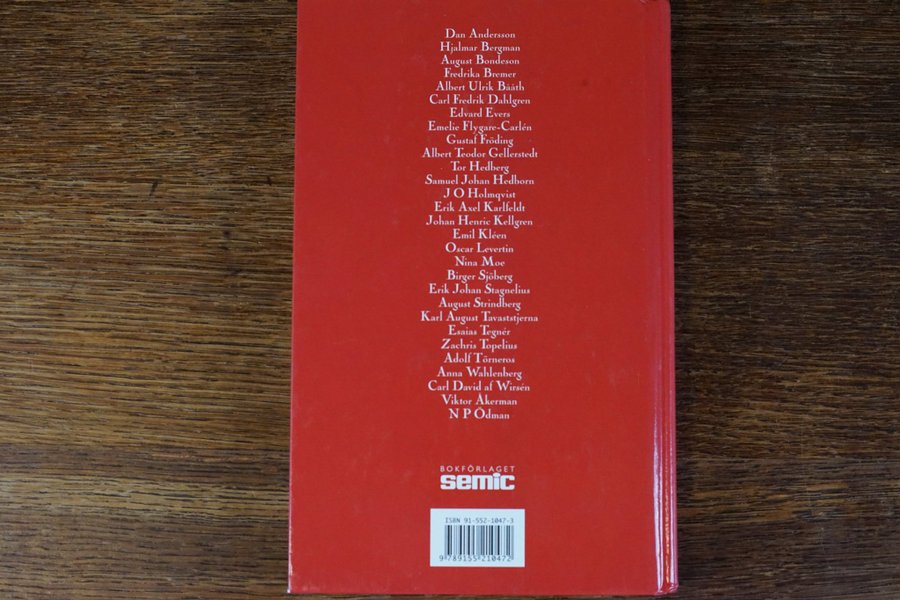 Dan Andersson
Hjalmar Bergman
August Bondeson
Fredrika Bremer
Albert Ulrik Bååth
Carl Fredrik Dahlgren
Edvard Evers
Emelie Flygare-Carlén
Gustaf Fröding
Albert Teodor Gellerstedt
Tor Hedberg
Samuel Johan Hedborn
J O Holmqvist
Erik Axel Karlfeldt
Johan Henric Kellgren
Emil Kléen
Oscar Levertin
Nina Moe
Birger Sjöberg
Erik Johan Stagnelius
August Strindberg
Karl August Tavaststjerna
Esaias Tegnér
Zachris Topelius
Adolf Törneros
Anna Wahlenberg
Carl David af Wirsén
Viktor Åkerman
N P Ödman
BOKFÖRLAGET
semic
ISBN 91-552-1047-3
9 789155 210472